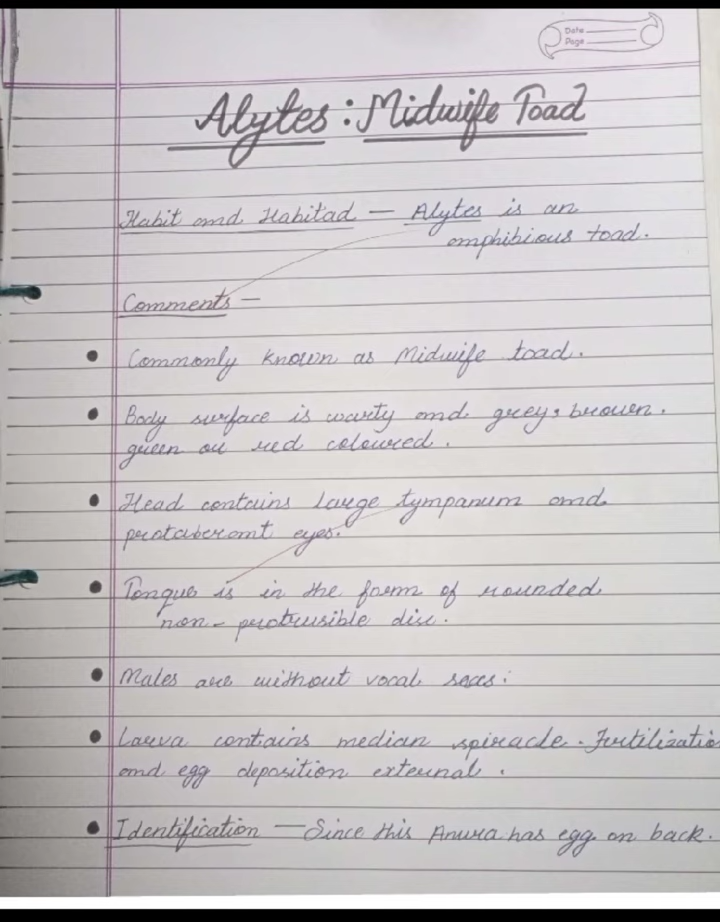 Date
Page
Alytes : Midwife Toad
Habit and Habitad — Alytes is an
amphibious toad.
Comments —
Commonly known as Midwife toad.
Body surface is warty and grey, brown.
green or red coloured.
Head contains large tympanum and
protuberant eyes.
Tongue is in the form of rounded
non-protrusible disc.
Males are without vocal sacs.
Larva contains median spiracle. Fertilizatio
and egg deposition external.
Identification — Since this Anura has egg on back.